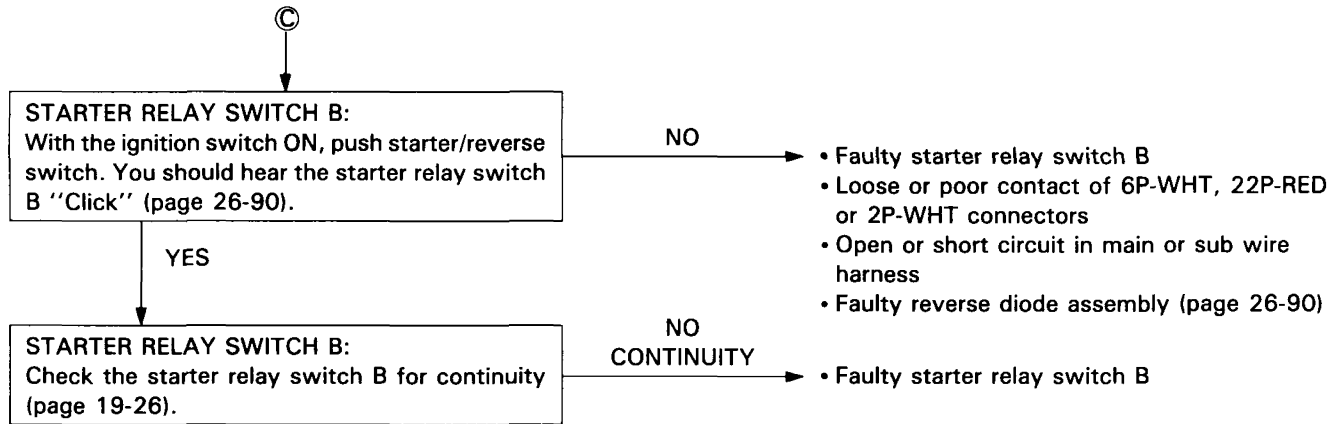 Ⓒ
STARTER RELAY SWITCH B:
With the ignition switch ON, push starter/reverse
switch. You should hear the starter relay switch
B ''Click'' (page 26-90).
NO
• Faulty starter relay switch B
• Loose or poor contact of 6P-WHT, 22P-RED
or 2P-WHT connectors
• Open or short circuit in main or sub wire
harness
• Faulty reverse diode assembly (page 26-90)
YES
STARTER RELAY SWITCH B:
Check the starter relay switch B for continuity
(page 19-26).
NO
CONTINUITY
• Faulty starter relay switch B